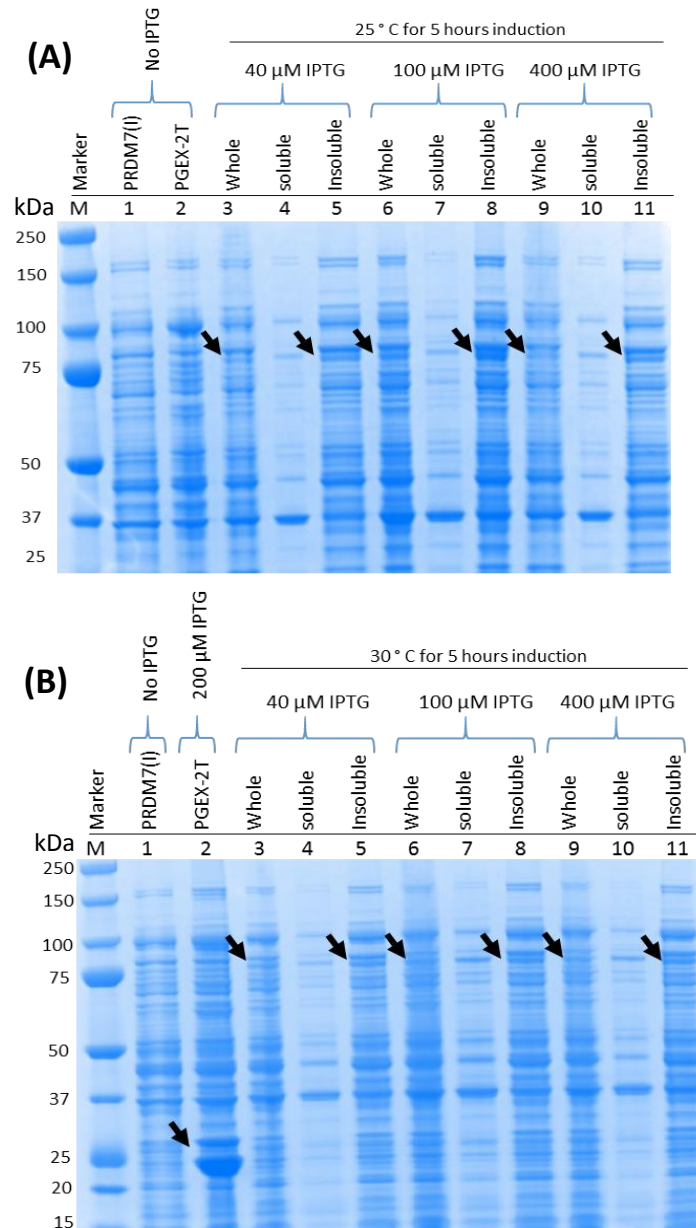 (A)
25 ° C for 5 hours induction
No IPTG
40 µM IPTG
100 µM IPTG
400 µM IPTG
Marker
PRDM7(I)
PGEX-2T
Whole
soluble
Insoluble
Whole
soluble
Insoluble
Whole
soluble
Insoluble
kDa
M 1 2 3 4 5 6 7 8 9 10 11
250
150
100
75
50
37
25
(B)
30 ° C for 5 hours induction
No IPTG
200 µM IPTG
40 µM IPTG
100 µM IPTG
400 µM IPTG
Marker
PRDM7(I)
PGEX-2T
Whole
soluble
Insoluble
Whole
soluble
Insoluble
Whole
soluble
Insoluble
kDa
M 1 2 3 4 5 6 7 8 9 10 11
250
150
100
75
50
37
25
20
15